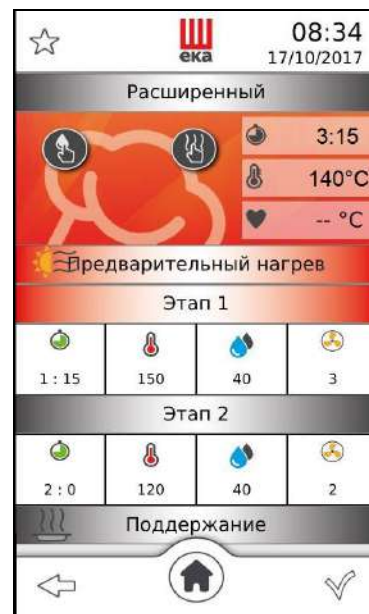 ека
08:34
17/10/2017
Расширенный
3:15
140°C
-- °C
Предварительный нагрев
Этап 1
1 : 15 150 40 3
Этап 2
2 : 0 120 40 2
Поддержание